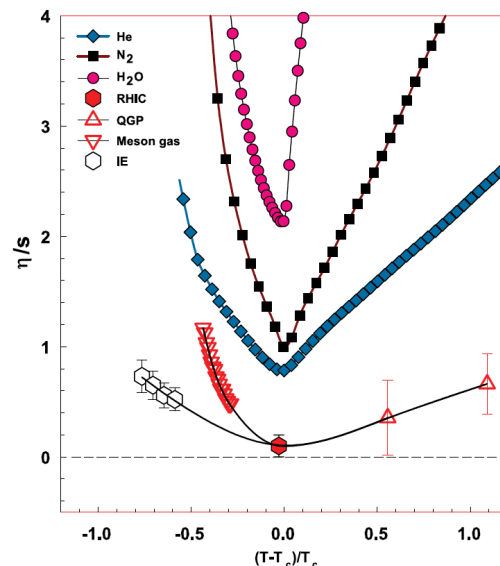 He
N2
H2O
RHIC
QGP
Meson gas
IE
η/s
4
3
2
1
0
-1.0
-0.5
0.0
0.5
1.0
(T-Tc)/Tc